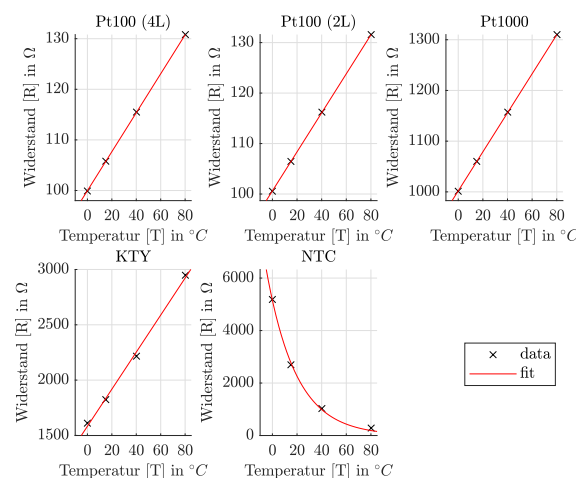 Pt100 (4L)
Widerstand [R] in Ω
130
120
110
100
0 20 40 60 80
Temperatur [T] in °C
Pt100 (2L)
Widerstand [R] in Ω
130
120
110
100
0 20 40 60 80
Temperatur [T] in °C
Pt1000
Widerstand [R] in Ω
1300
1200
1100
1000
0 20 40 60 80
Temperatur [T] in °C
KTY
Widerstand [R] in Ω
3000
2500
2000
1500
0 20 40 60 80
Temperatur [T] in °C
NTC
Widerstand [R] in Ω
6000
4000
2000
0
0 20 40 60 80
Temperatur [T] in °C
data
fit